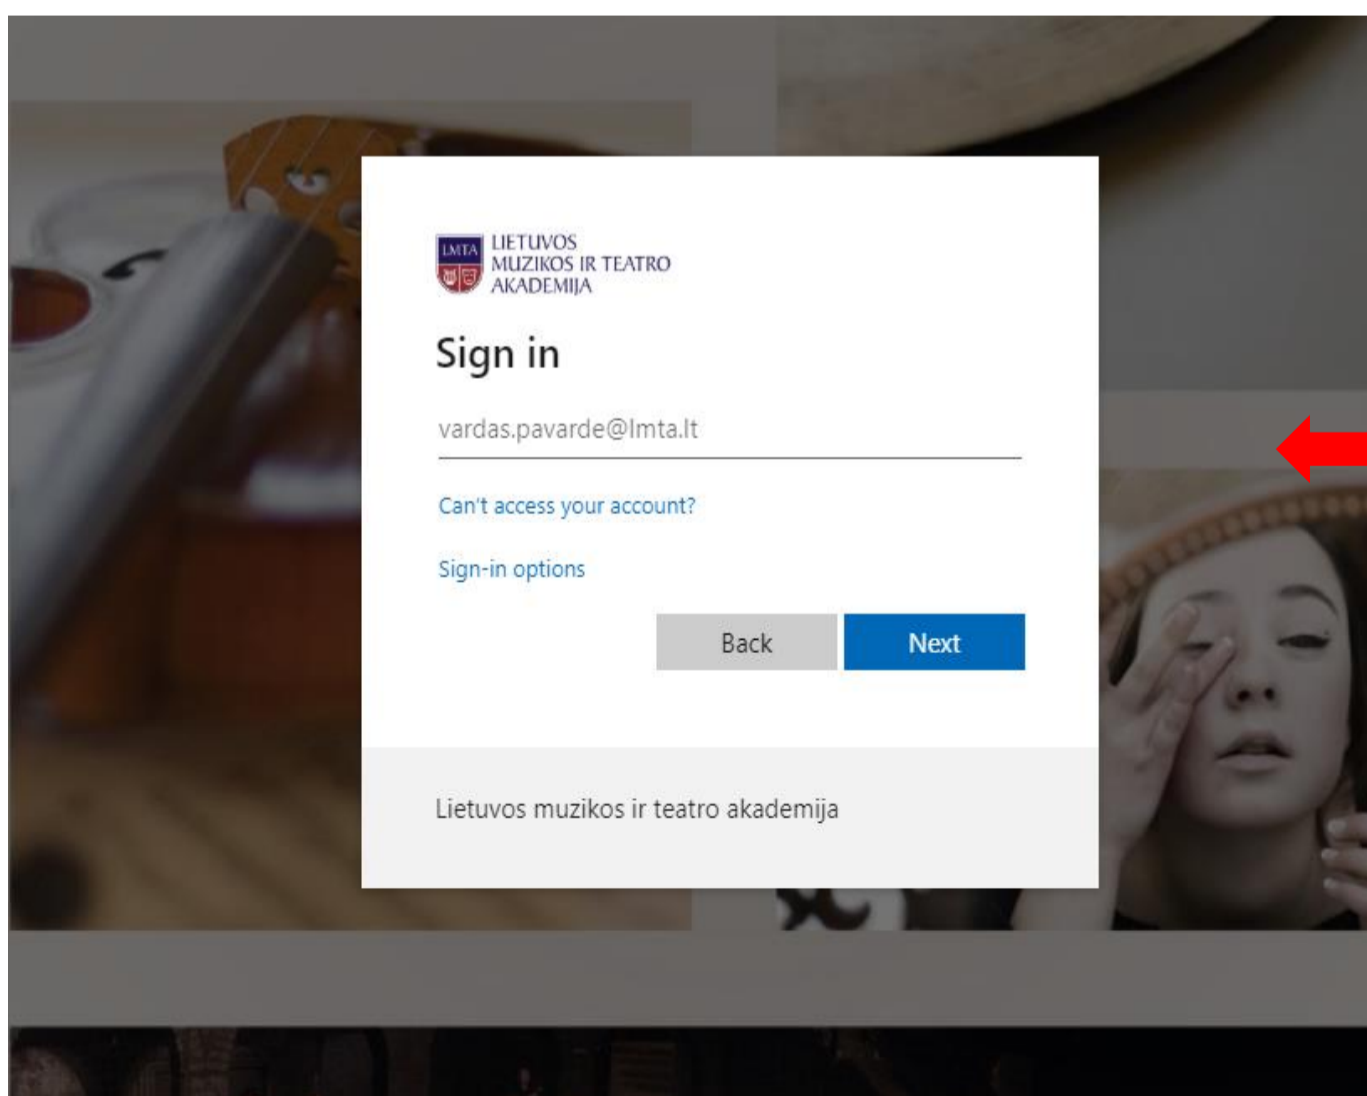 LMTA
LIETUVOS
MUZIKOS IR TEATRO
AKADEMIJA
Sign in
vardas.pavarde@lmta.lt
Can't access your account?
Sign-in options
Back
Next
Lietuvos muzikos ir teatro akademija